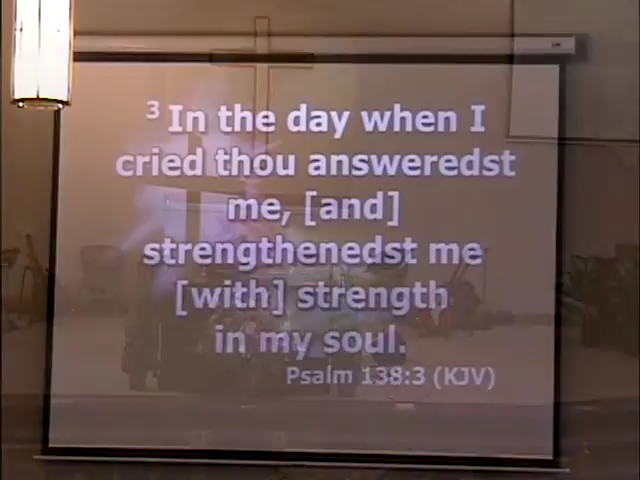 3 In the day when I
cried thou answeredst
me, [and]
strengthenedst me
[with] strength
in my soul.
Psalm 138:3 (KJV)